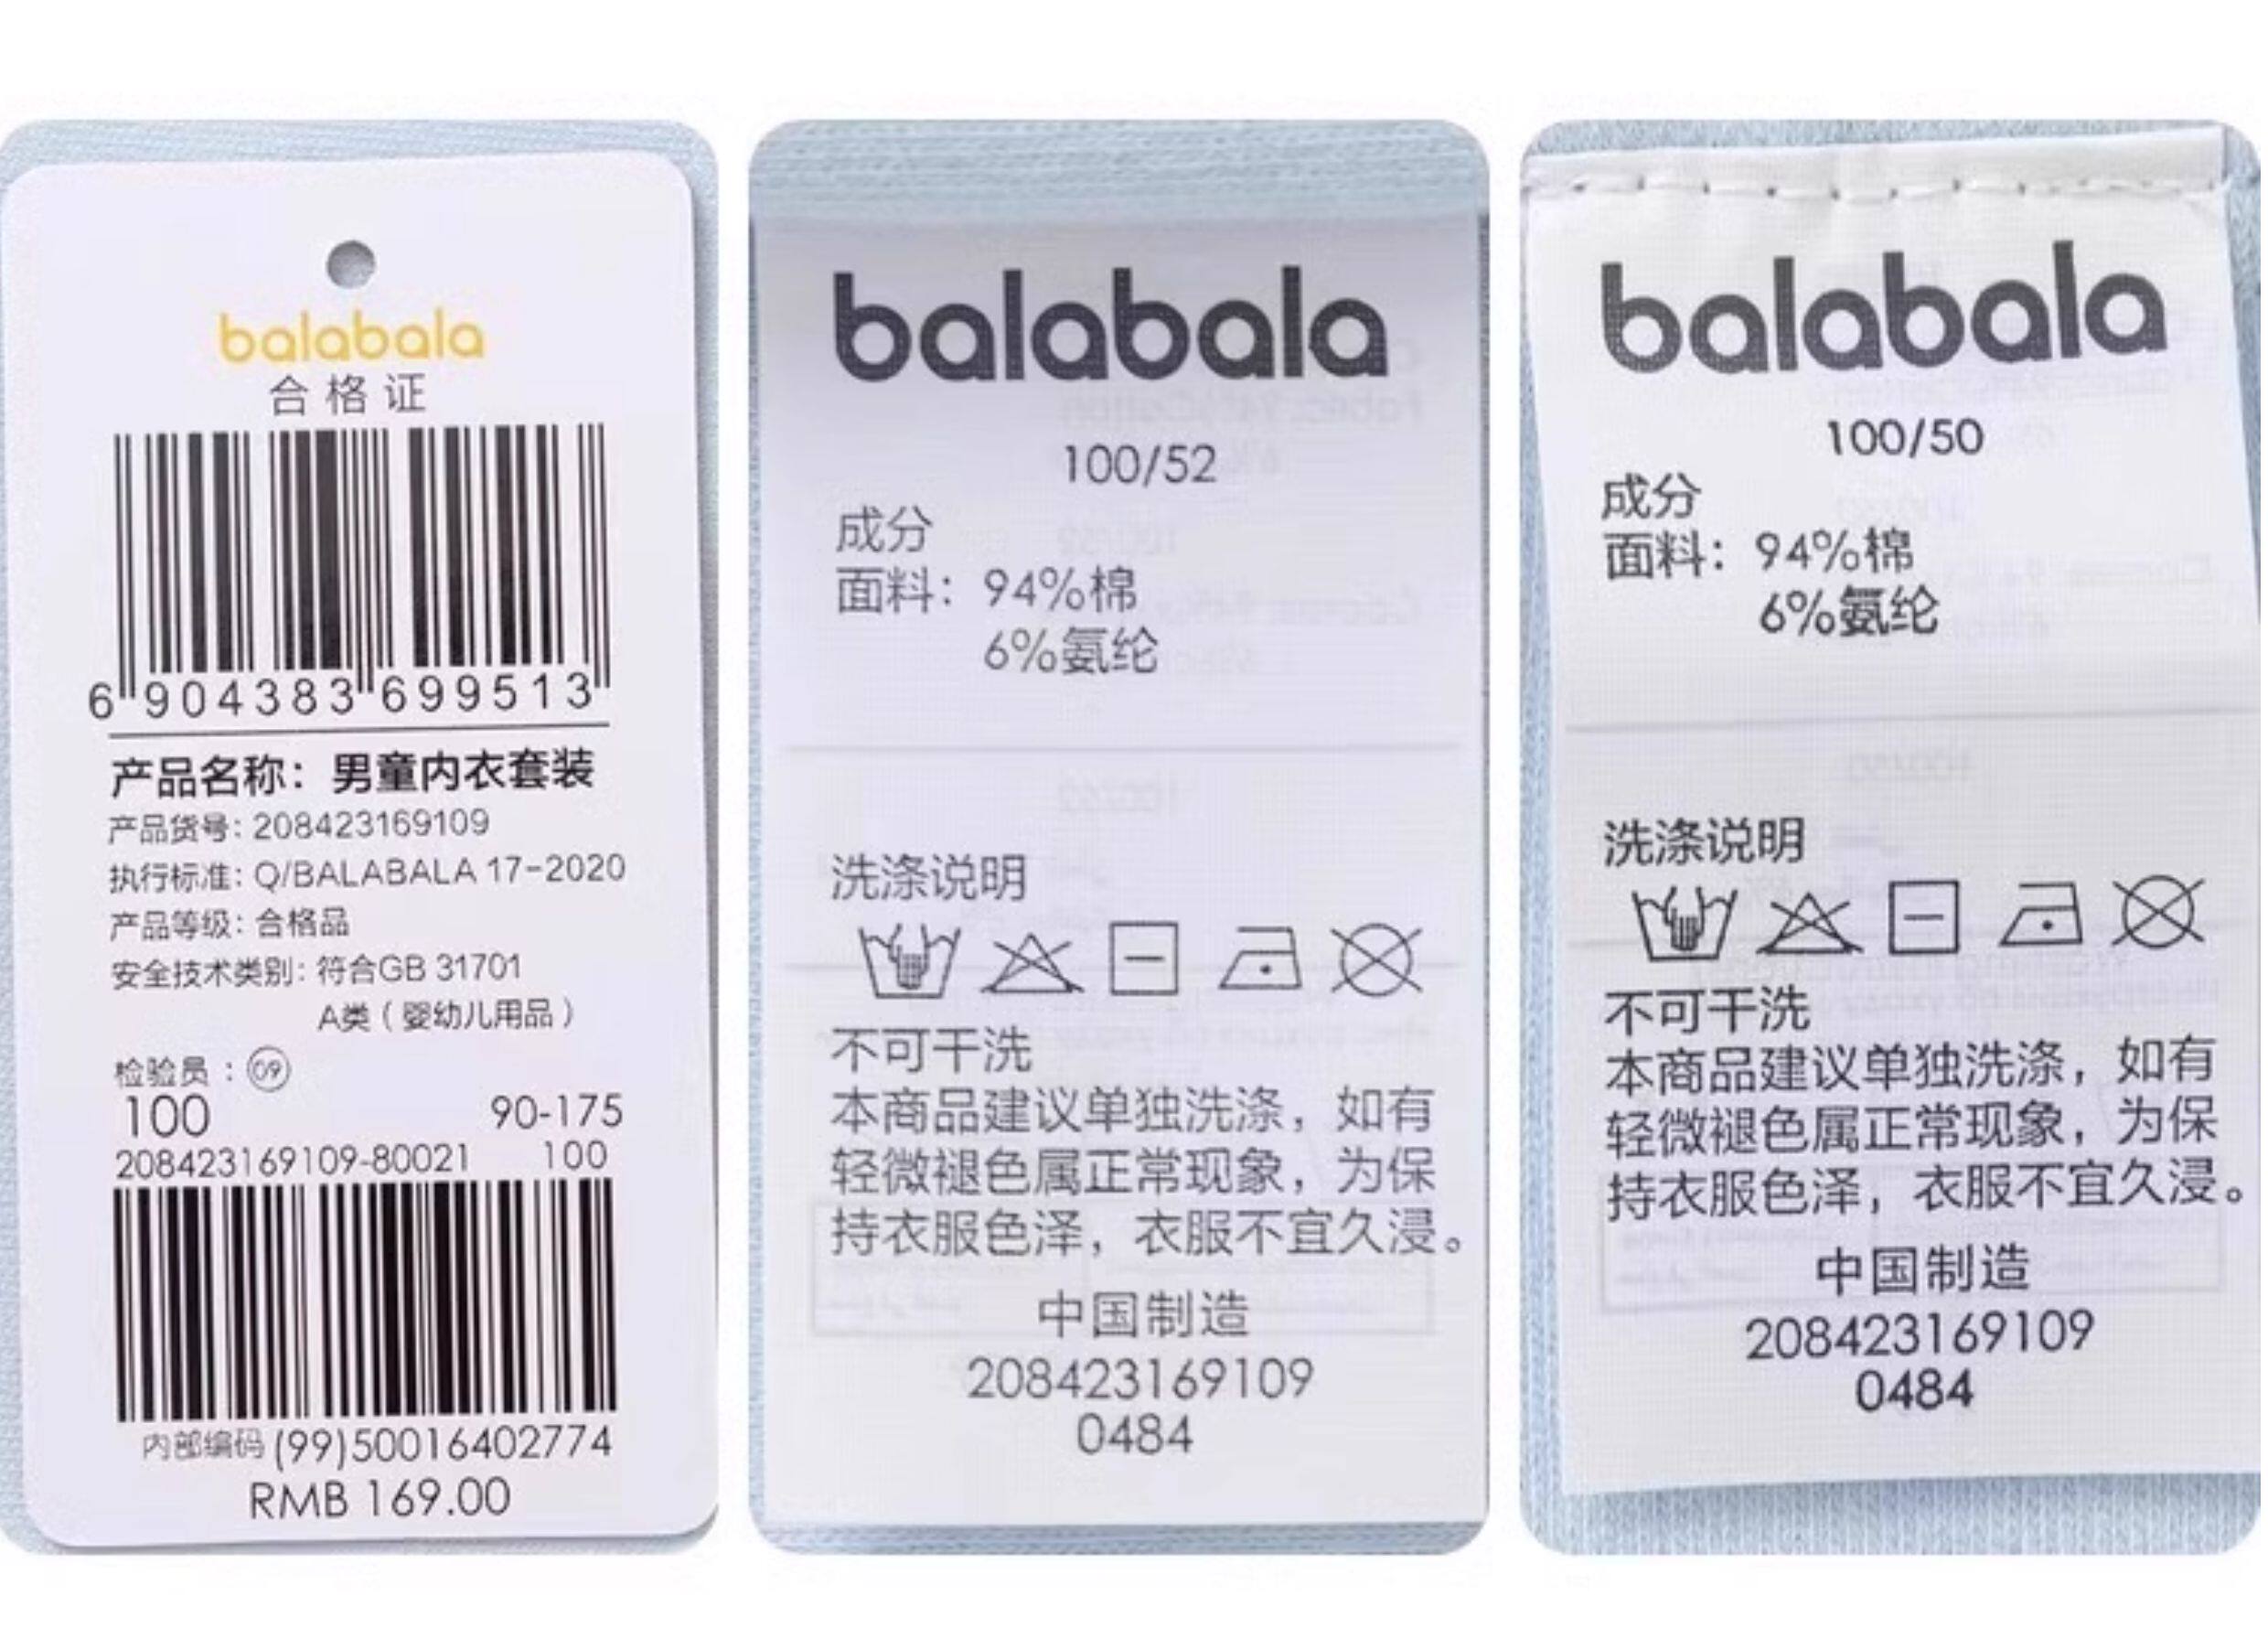 balabala
合格证
6 904383 699513
产品名称：男童内衣套装
产品货号：208423169109
执行标准：Q/BALABALA 17-2020
产品等级：合格品
安全技术类别：符合GB 31701
A类（婴幼儿用品）
检验员：09
100 90-175
208423169109-80021 100
内部编码 (99)50016402774
RMB 169.00
balabala
100/52
成分
面料：94%棉
6%氨纶
洗涤说明
不可干洗
本商品建议单独洗涤，如有
轻微褪色属正常现象，为保
持衣服色泽，衣服不宜久浸。
中国制造
208423169109
0484
balabala
100/50
成分
面料：94%棉
6%氨纶
洗涤说明
不可干洗
本商品建议单独洗涤，如有
轻微褪色属正常现象，为保
持衣服色泽，衣服不宜久浸。
中国制造
208423169109
0484